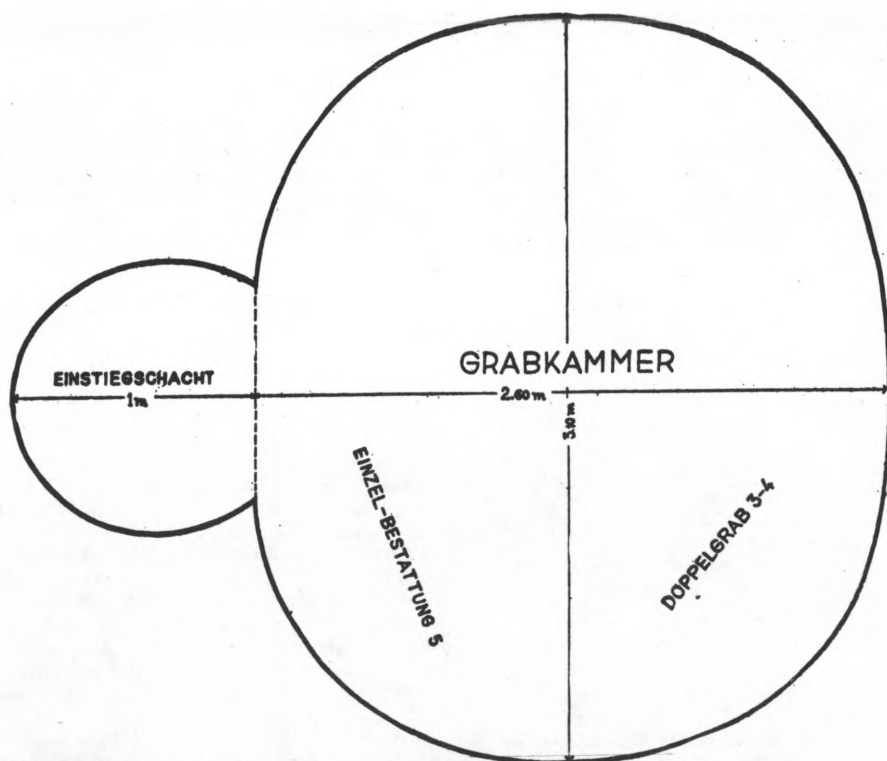 EINSTIEGSCHACHT
1m
GRABKAMMER
2.60 m
3.10 m
EINZEL-BESTATTUNG 5
DOPPELGRAB 3-4